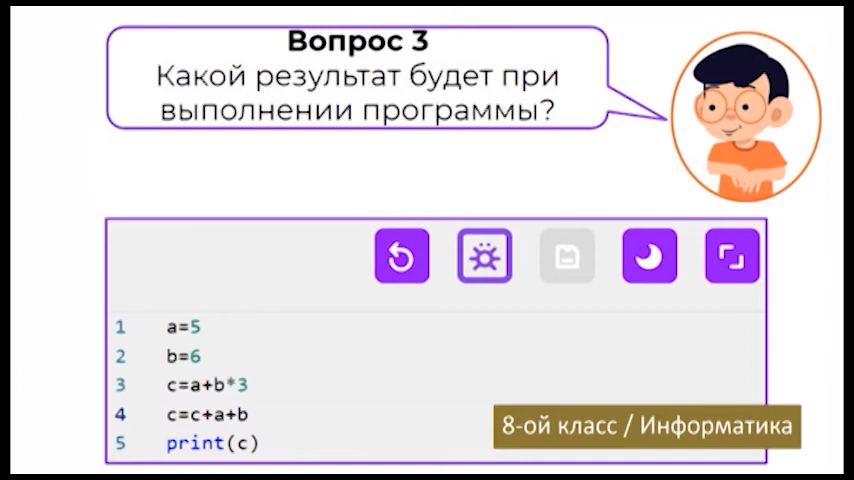 Вопрос 3
Какой результат будет при
выполнении программы?
1 a=5
2 b=6
3 c=a+b*3
4 c=c+a+b
5 print(c)
8-ой класс / Информатика